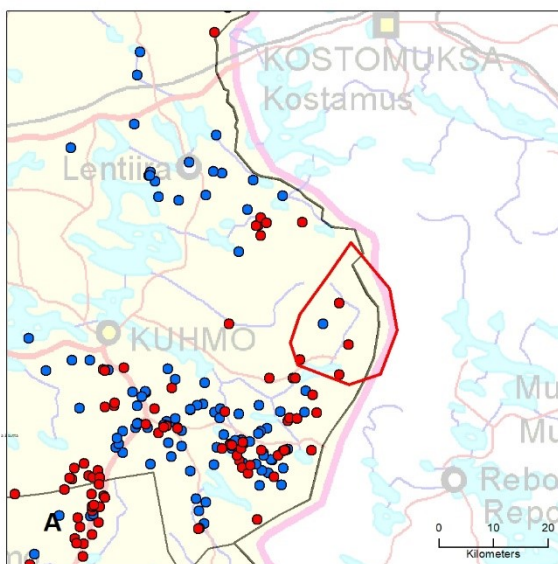 KOSTOMUKSA
Kostamus
Lentiira
KUHMO
Mu
Mu
Rebo
Repo
A
0 10 20
Kilometers